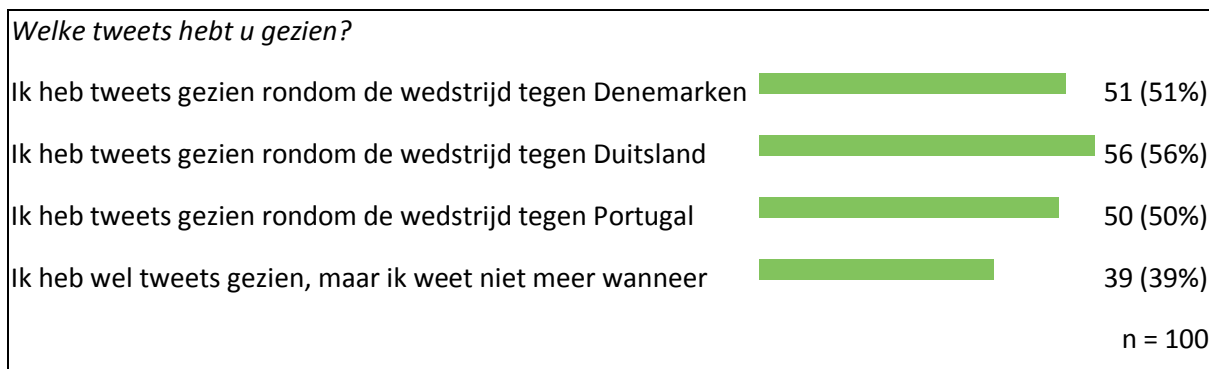 Welke tweets hebt u gezien?
Ik heb tweets gezien rondom de wedstrijd tegen Denemarken 51 (51%)
Ik heb tweets gezien rondom de wedstrijd tegen Duitsland 56 (56%)
Ik heb tweets gezien rondom de wedstrijd tegen Portugal 50 (50%)
Ik heb wel tweets gezien, maar ik weet niet meer wanneer 39 (39%)
n = 100